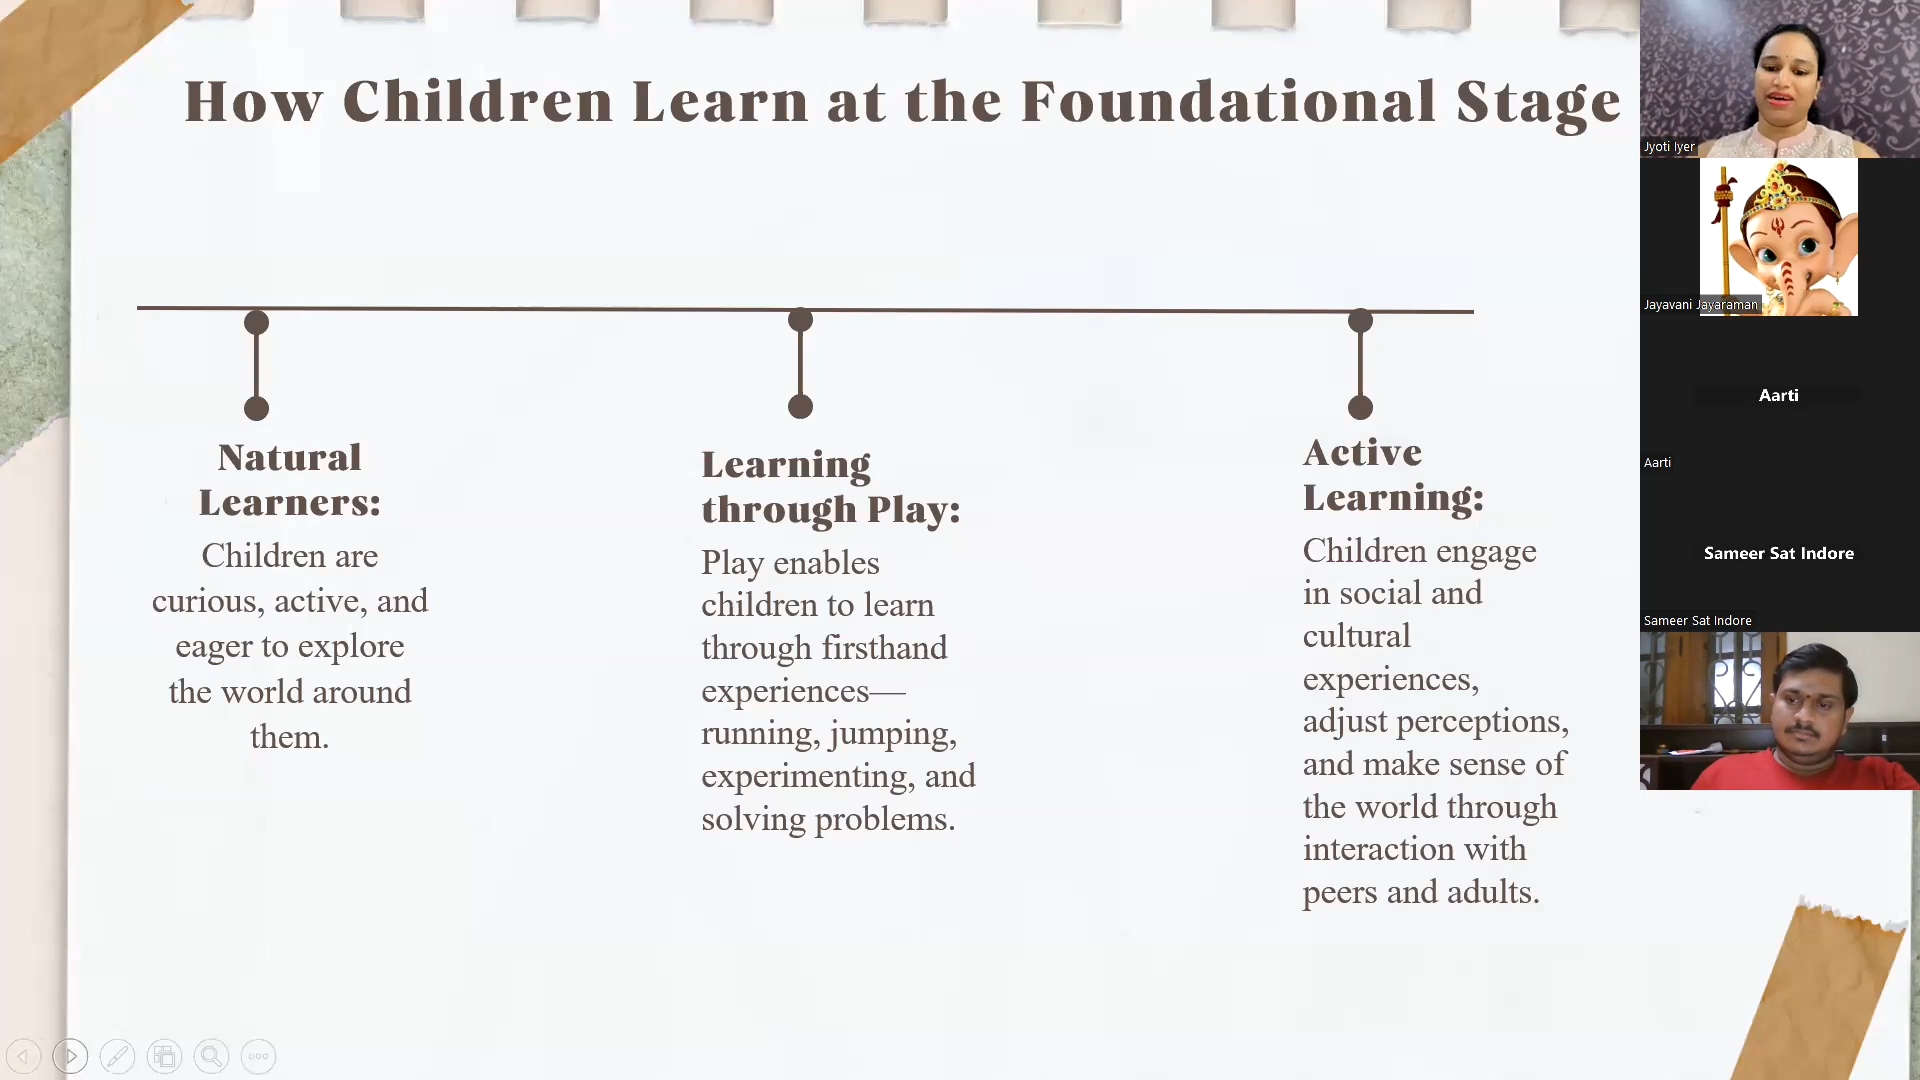 How Children Learn at the Foundational Stage
Natural
Learners:
Children are
curious, active, and
eager to explore
the world around
them.
Learning
through Play:
Play enables
children to learn
through firsthand
experiences—
running, jumping,
experimenting, and
solving problems.
Active
Learning:
Children engage
in social and
cultural
experiences,
adjust perceptions,
and make sense of
the world through
interaction with
peers and adults.
Jyoti Iyer
Jayavani Jayaraman
Aarti
Aarti
Sameer Sat Indore
Sameer Sat Indore